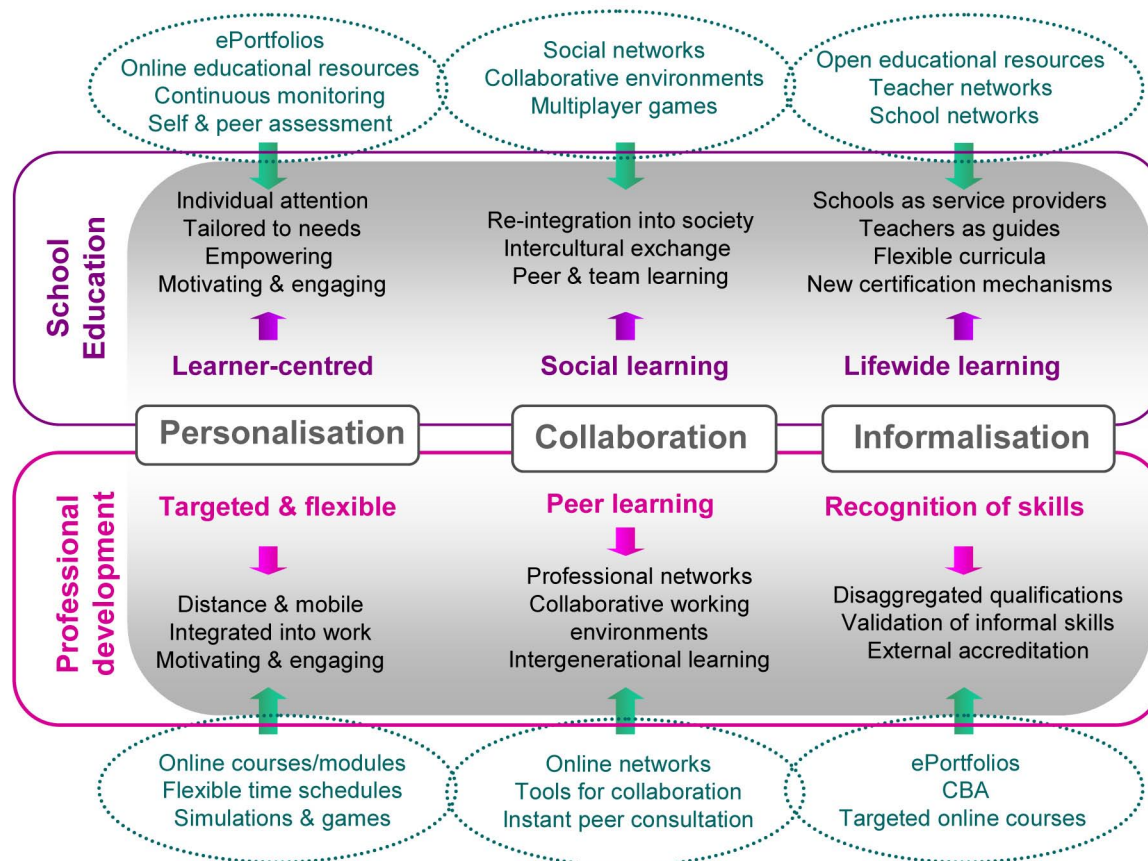 ePortfolios
Online educational resources
Continuous monitoring
Self & peer assessment
Social networks
Collaborative environments
Multiplayer games
Open educational resources
Teacher networks
School networks
School
Education
Individual attention
Tailored to needs
Empowering
Motivating & engaging
Re-integration into society
Intercultural exchange
Peer & team learning
Schools as service providers
Teachers as guides
Flexible curricula
New certification mechanisms
Learner-centred
Social learning
Lifewide learning
Personalisation
Collaboration
Informalisation
Professional
development
Targeted & flexible
Peer learning
Recognition of skills
Distance & mobile
Integrated into work
Motivating & engaging
Professional networks
Collaborative working
environments
Intergenerational learning
Disaggregated qualifications
Validation of informal skills
External accreditation
Online courses/modules
Flexible time schedules
Simulations & games
Online networks
Tools for collaboration
Instant peer consultation
ePortfolios
CBA
Targeted online courses